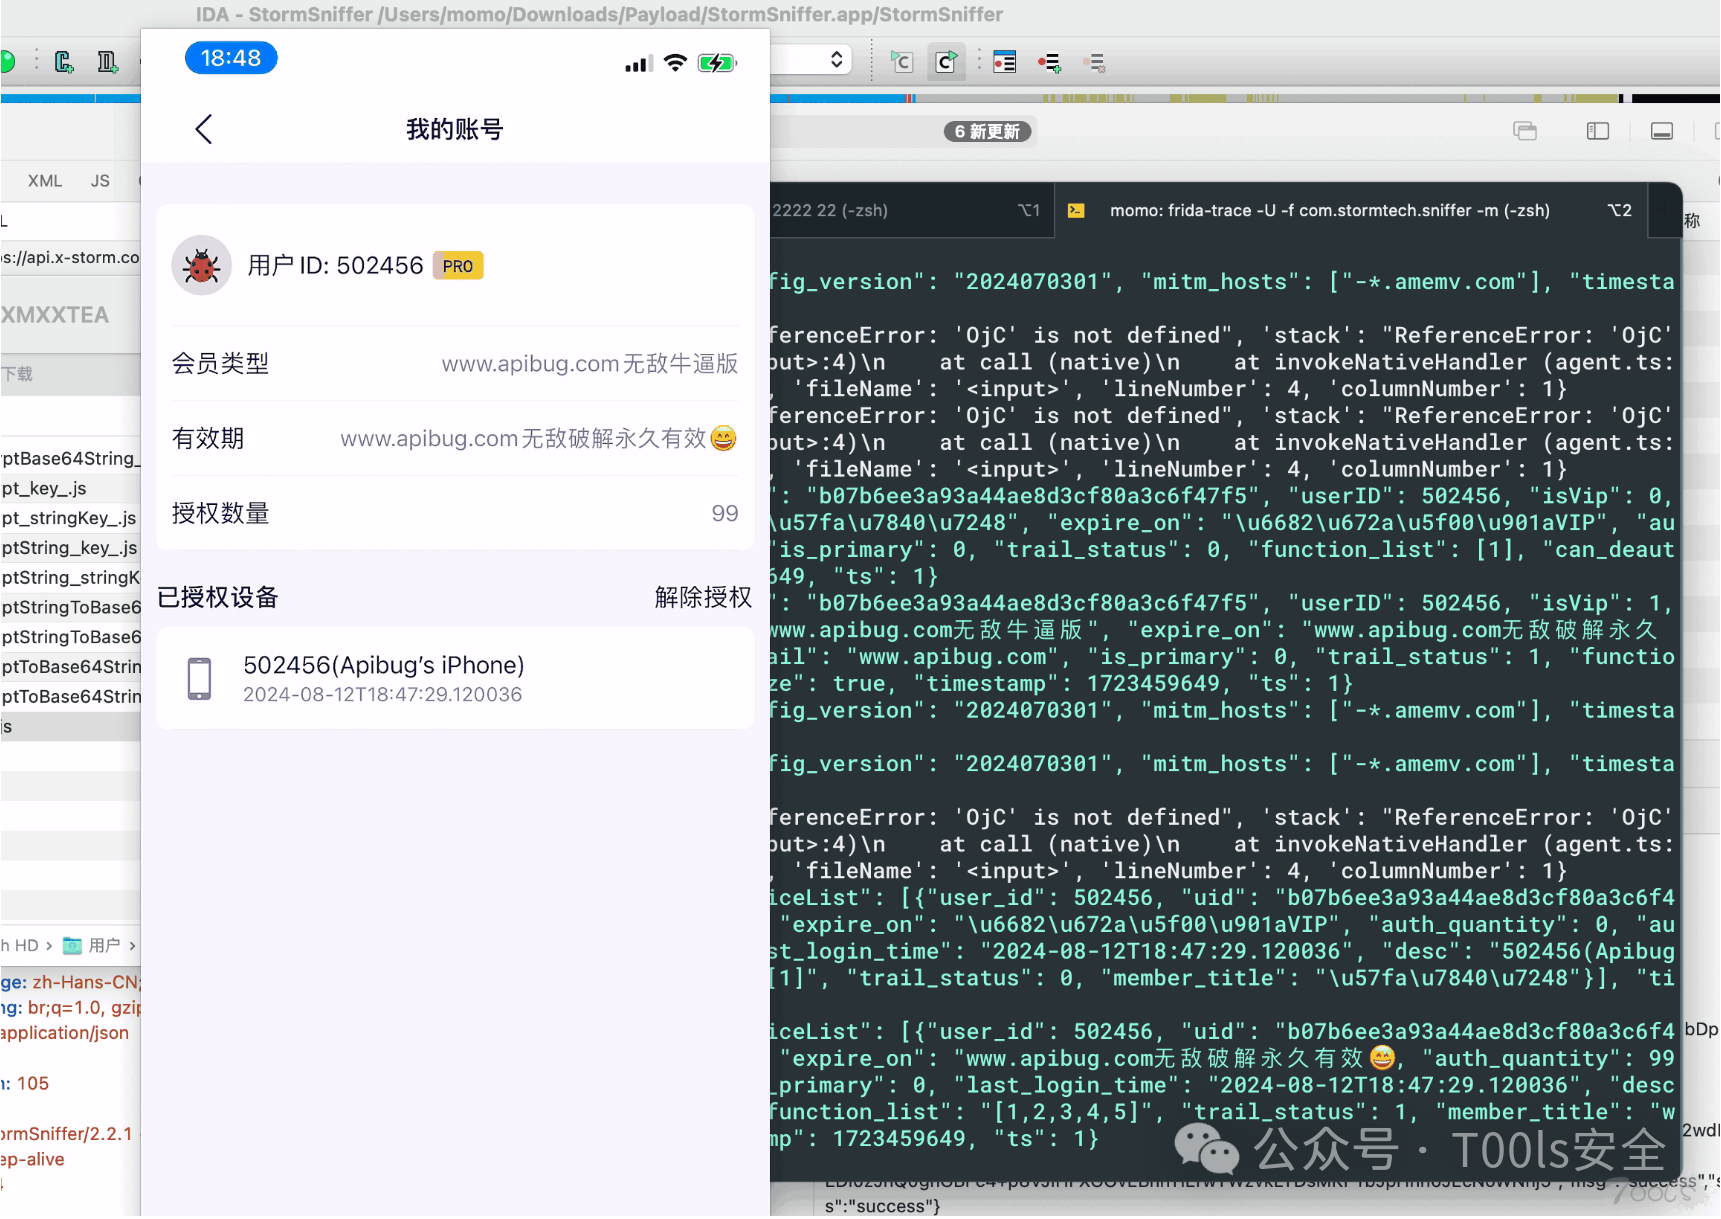 IDA - StormSniffer /Users/momo/Downloads/Payload/StormSniffer.app/StormSniffer
18:48
我的账号
6 新更新
XML JS
L
os://api.x-storm.co
XMXXTEA
下载
2222 22 (-zsh) ⌥1
momo: frida-trace -U -f com.stormtech.sniffer -m (-zsh) ⌥2
称
用户 ID: 502456 PRO
会员类型 www.apibug.com无敌牛逼版
有效期 www.apibug.com无敌破解永久有效😄
授权数量 99
已授权设备 解除授权
502456(Apibug’s iPhone)
2024-08-12T18:47:29.120036
rptBase64String_
pt_key_.js
pt_stringKey_.js
ptString_key_.js
ptString_stringK
ptStringToBase6
ptStringToBase6
ptToBase64Strin
ptToBase64Strin
js
h HD › 用户 ›
ge: zh-Hans-CN;
ng: br;q=1.0, gzip
application/json
n: 105
ormSniffer/2.2.1
ep-alive
fig_version": "2024070301", "mitm_hosts": ["-*.amemv.com"], "timesta
ferenceError: 'OjC' is not defined", 'stack': "ReferenceError: 'OjC'
put>:4)\n    at call (native)\n    at invokeNativeHandler (agent.ts:
, 'fileName': '<input>', 'lineNumber': 4, 'columnNumber': 1}
ferenceError: 'OjC' is not defined", 'stack': "ReferenceError: 'OjC'
put>:4)\n    at call (native)\n    at invokeNativeHandler (agent.ts:
, 'fileName': '<input>', 'lineNumber': 4, 'columnNumber': 1}
": "b07b6ee3a93a44ae8d3cf80a3c6f47f5", "userID": 502456, "isVip": 0,
\u57fa\u7840\u7248", "expire_on": "\u6682\u672a\u5f00\u901aVIP", "au
"is_primary": 0, "trail_status": 0, "function_list": [1], "can_deaut
649, "ts": 1}
": "b07b6ee3a93a44ae8d3cf80a3c6f47f5", "userID": 502456, "isVip": 1,
www.apibug.com无敌牛逼版", "expire_on": "www.apibug.com无敌破解永久
ail": "www.apibug.com", "is_primary": 0, "trail_status": 1, "functio
ze": true, "timestamp": 1723459649, "ts": 1}
fig_version": "2024070301", "mitm_hosts": ["-*.amemv.com"], "timesta
fig_version": "2024070301", "mitm_hosts": ["-*.amemv.com"], "timesta
ferenceError: 'OjC' is not defined", 'stack': "ReferenceError: 'OjC'
put>:4)\n    at call (native)\n    at invokeNativeHandler (agent.ts:
, 'fileName': '<input>', 'lineNumber': 4, 'columnNumber': 1}
iceList": [{"user_id": 502456, "uid": "b07b6ee3a93a44ae8d3cf80a3c6f4
"expire_on": "\u6682\u672a\u5f00\u901aVIP", "auth_quantity": 0, "au
st_login_time": "2024-08-12T18:47:29.120036", "desc": "502456(Apibug
[1]", "trail_status": 0, "member_title": "\u57fa\u7840\u7248"}], "ti
iceList": [{"user_id": 502456, "uid": "b07b6ee3a93a44ae8d3cf80a3c6f4
"expire_on": "www.apibug.com无敌破解永久有效😄, "auth_quantity": 99
_primary": 0, "last_login_time": "2024-08-12T18:47:29.120036", "desc
function_list": "[1,2,3,4,5]", "trail_status": 1, "member_title": "w
mp": 1723459649, "ts": 1}
bDp
2wdl
公众号 · T00ls安全
"success","s
s":"success"}
T00LS